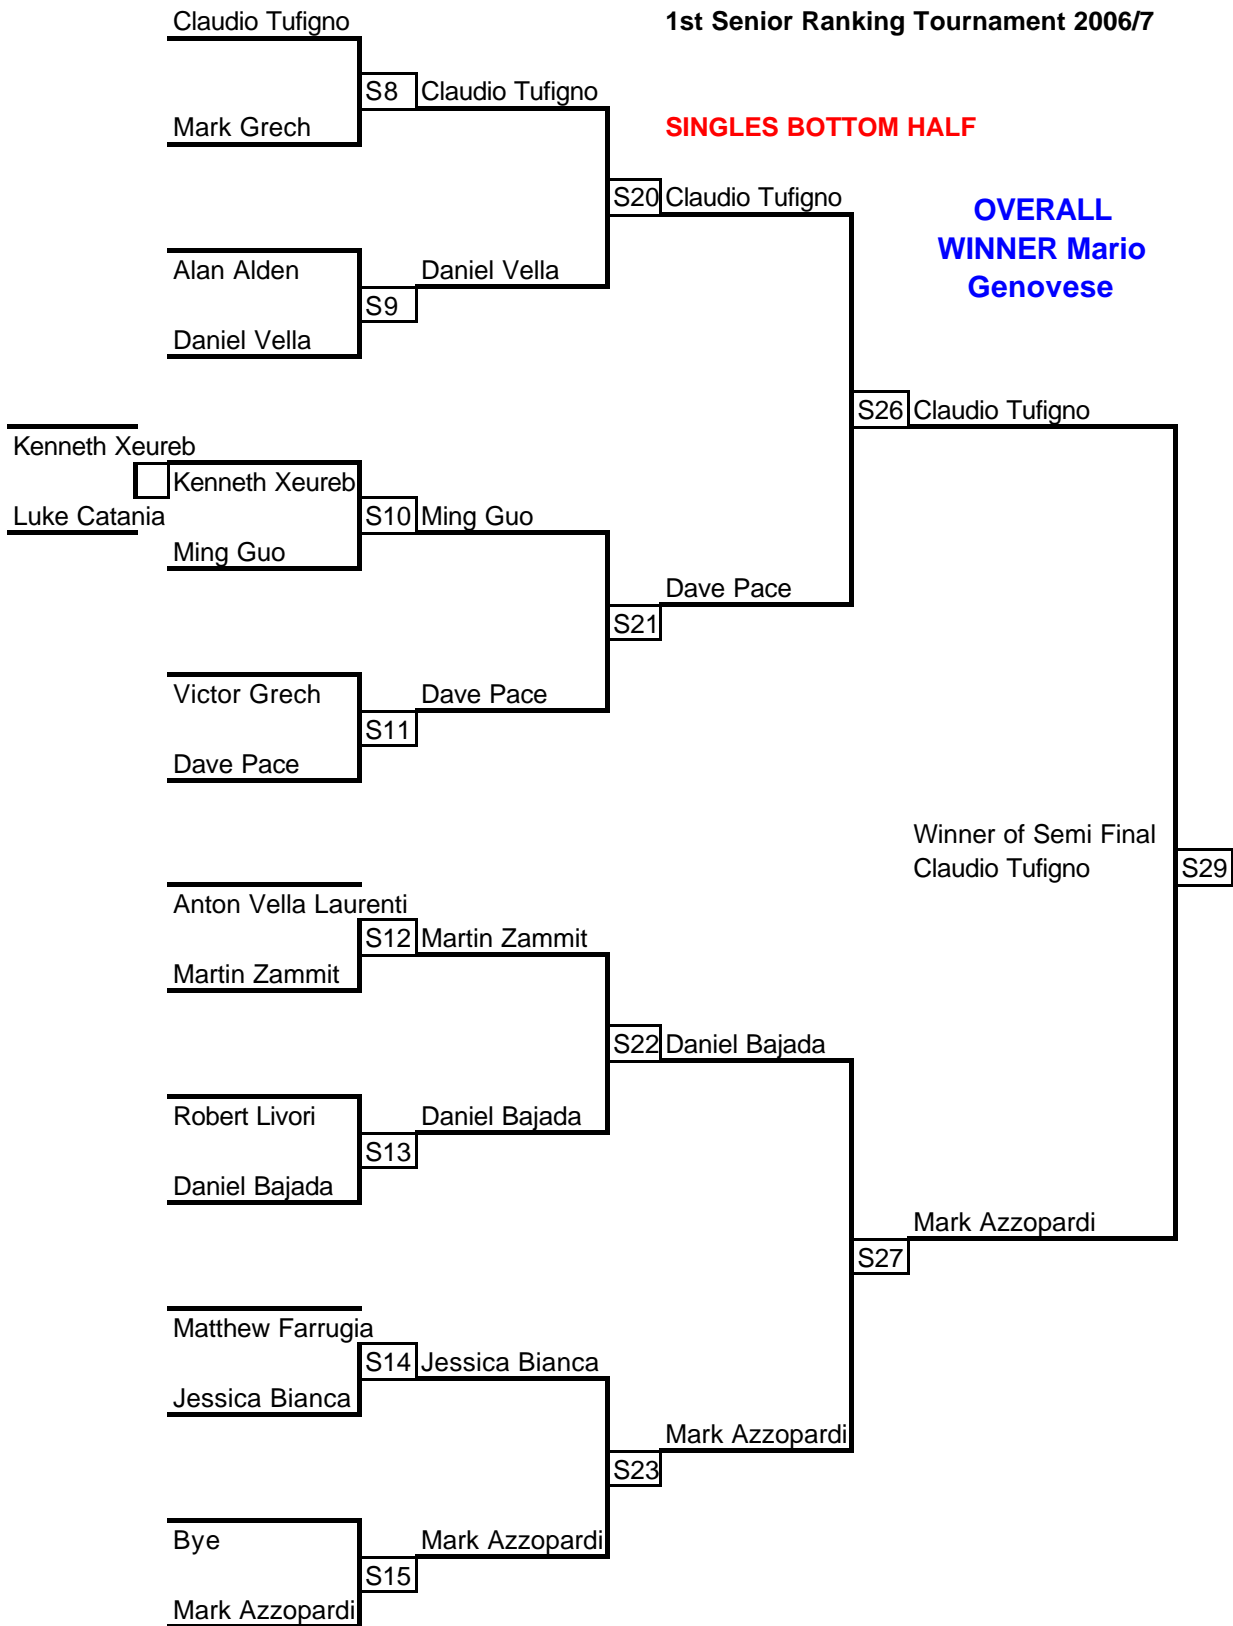 Claudio Tufigno
1st Senior Ranking Tournament 2006/7
S8
Claudio Tufigno
Mark Grech
SINGLES BOTTOM HALF
S20
Claudio Tufigno
OVERALL
WINNER Mario
Genovese
Alan Alden
Daniel Vella
S9
Daniel Vella
S26
Claudio Tufigno
Kenneth Xeureb
Kenneth Xeureb
Luke Catania
S10
Ming Guo
Ming Guo
Dave Pace
S21
Victor Grech
Dave Pace
S11
Dave Pace
Winner of Semi Final
Claudio Tufigno
S29
Anton Vella Laurenti
S12
Martin Zammit
Martin Zammit
S22
Daniel Bajada
Robert Livori
Daniel Bajada
S13
Daniel Bajada
Mark Azzopardi
S27
Matthew Farrugia
S14
Jessica Bianca
Jessica Bianca
Mark Azzopardi
S23
Bye
Mark Azzopardi
S15
Mark Azzopardi